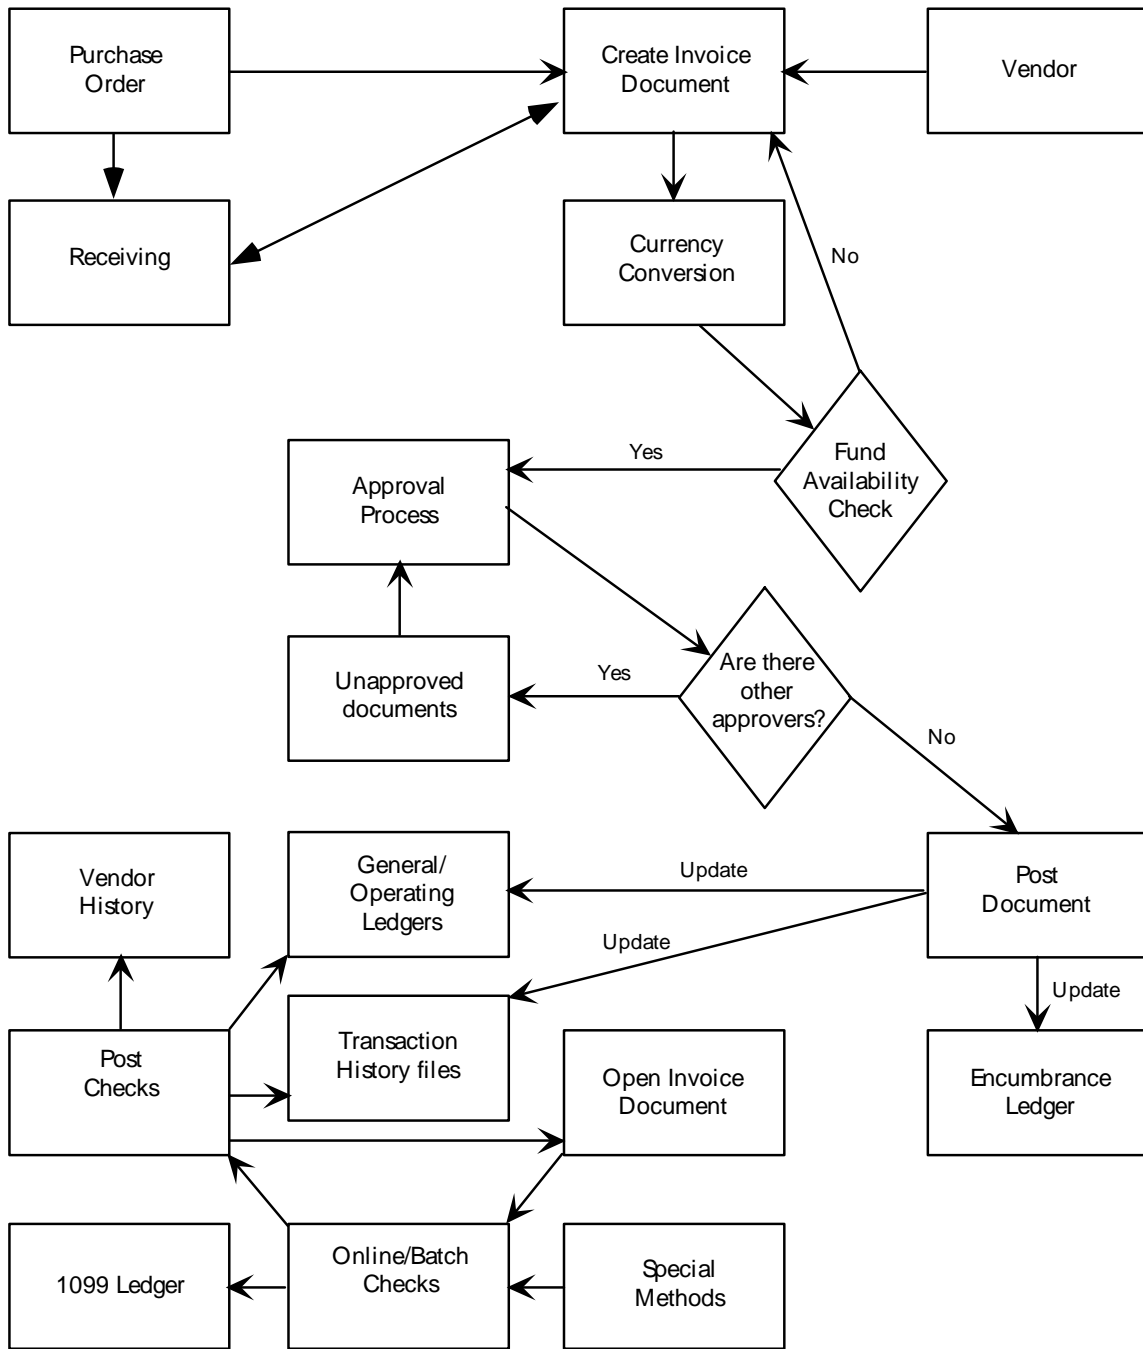 Purchase
Order
Create Invoice
Document
Vendor
Receiving
Currency
Conversion
No
Fund
Availability
Check
Yes
Approval
Process
Unapproved
documents
Yes
Are there
other
approvers?
No
Vendor
History
General/
Operating
Ledgers
Update
Post
Document
Update
Update
Post
Checks
Transaction
History files
Open Invoice
Document
Encumbrance
Ledger
1099 Ledger
Online/Batch
Checks
Special
Methods